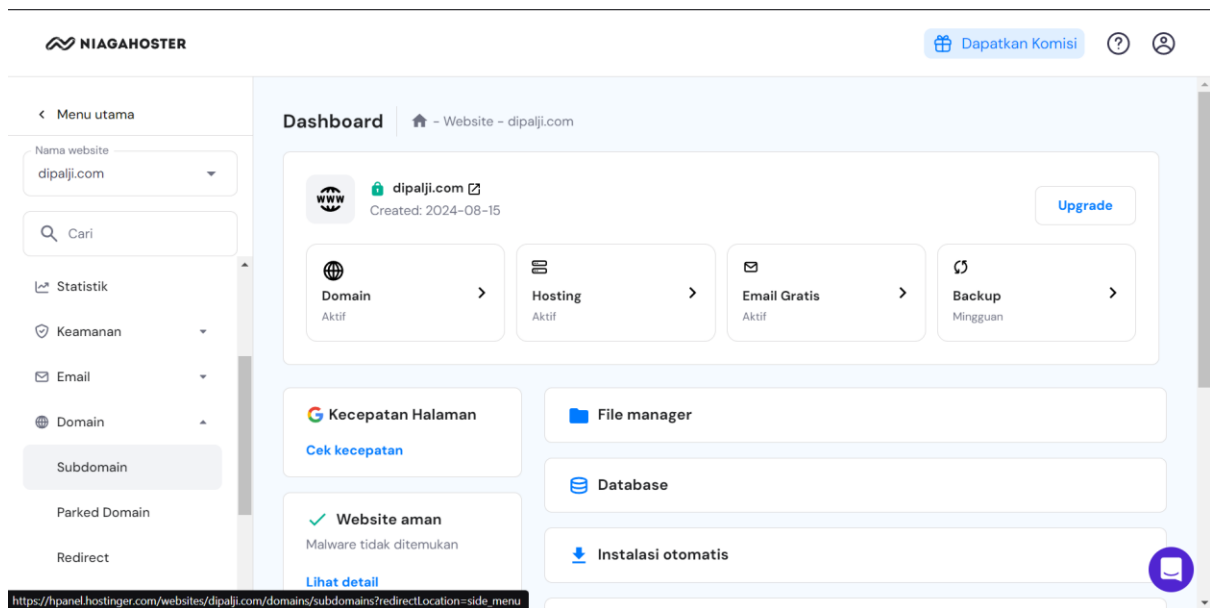 NIAGAHOSTER
Dapatkan Komisi
Menu utama
Nama website
dipalji.com
Cari
Statistik
Keamanan
Email
Domain
Subdomain
Parked Domain
Redirect
Dashboard
- Website - dipalji.com
www
dipalji.com
Created: 2024-08-15
Upgrade
Domain
Aktif
Hosting
Aktif
Email Gratis
Aktif
Backup
Mingguan
Kecepatan Halaman
Cek kecepatan
Website aman
Malware tidak ditemukan
Lihat detail
File manager
Database
Instalasi otomatis
https://hpanel.hostinger.com/websites/dipalji.com/domains/subdomains?redirectLocation=side_menu